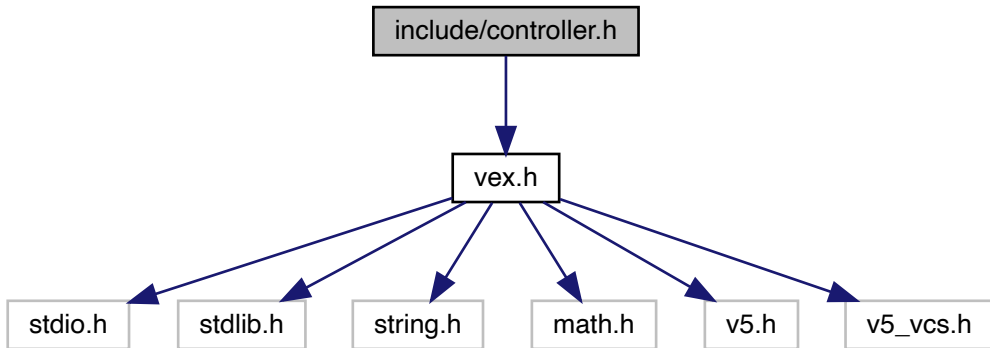 include/controller.h
vex.h
stdio.h
stdlib.h
string.h
math.h
v5.h
v5_vcs.h